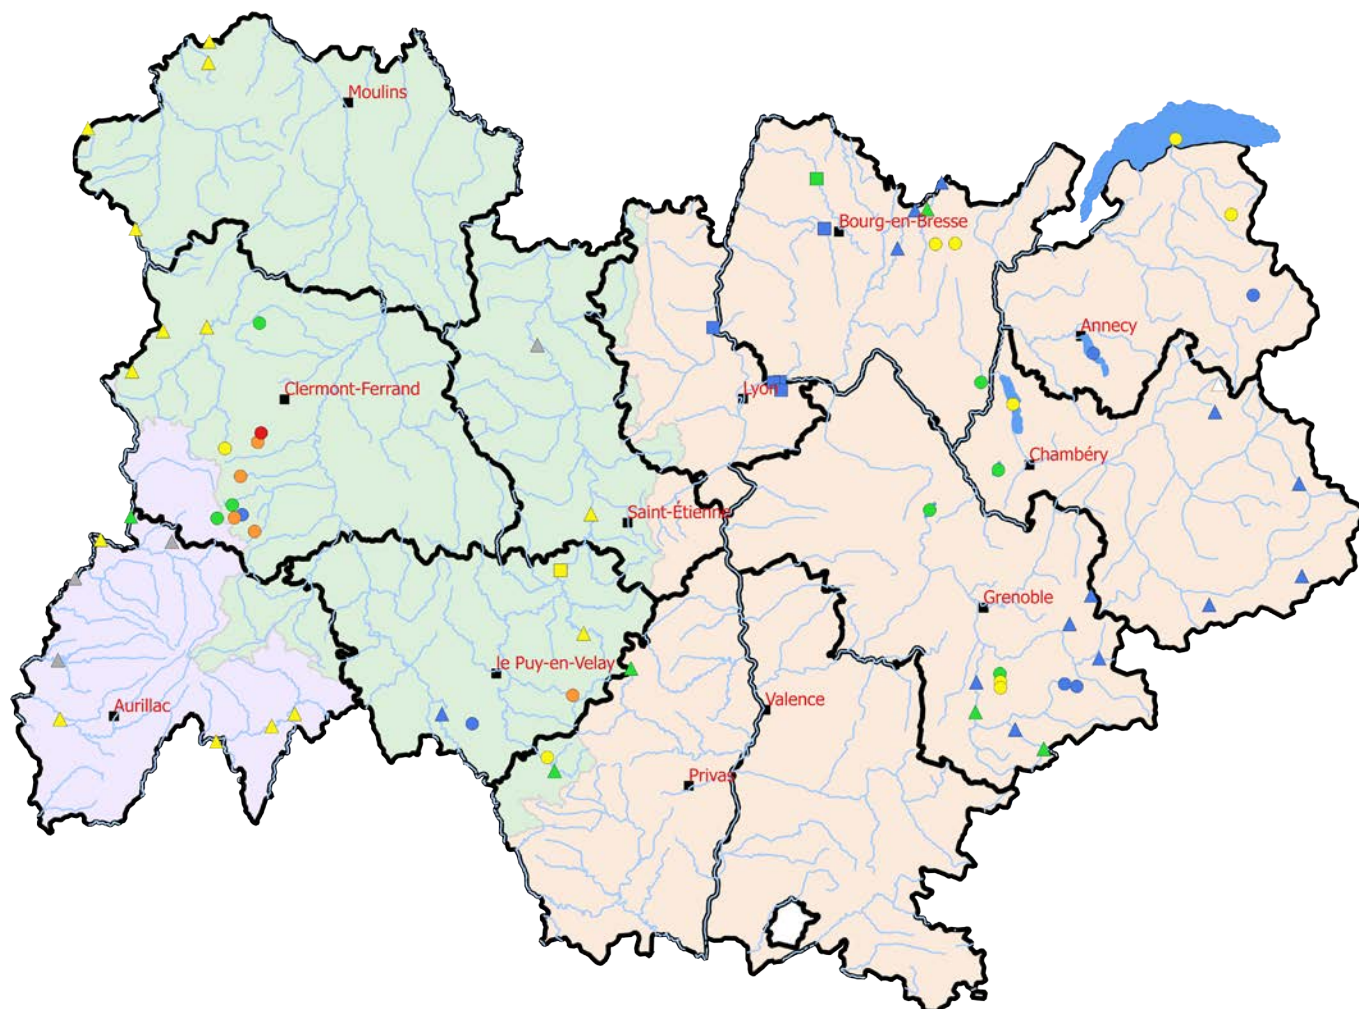 Moulins
Bourg-en-Bresse
Annecy
Clermont-Ferrand
Lyon
Chambéry
Saint-Étienne
Grenoble
le Puy-en-Velay
Aurillac
Valence
Privas